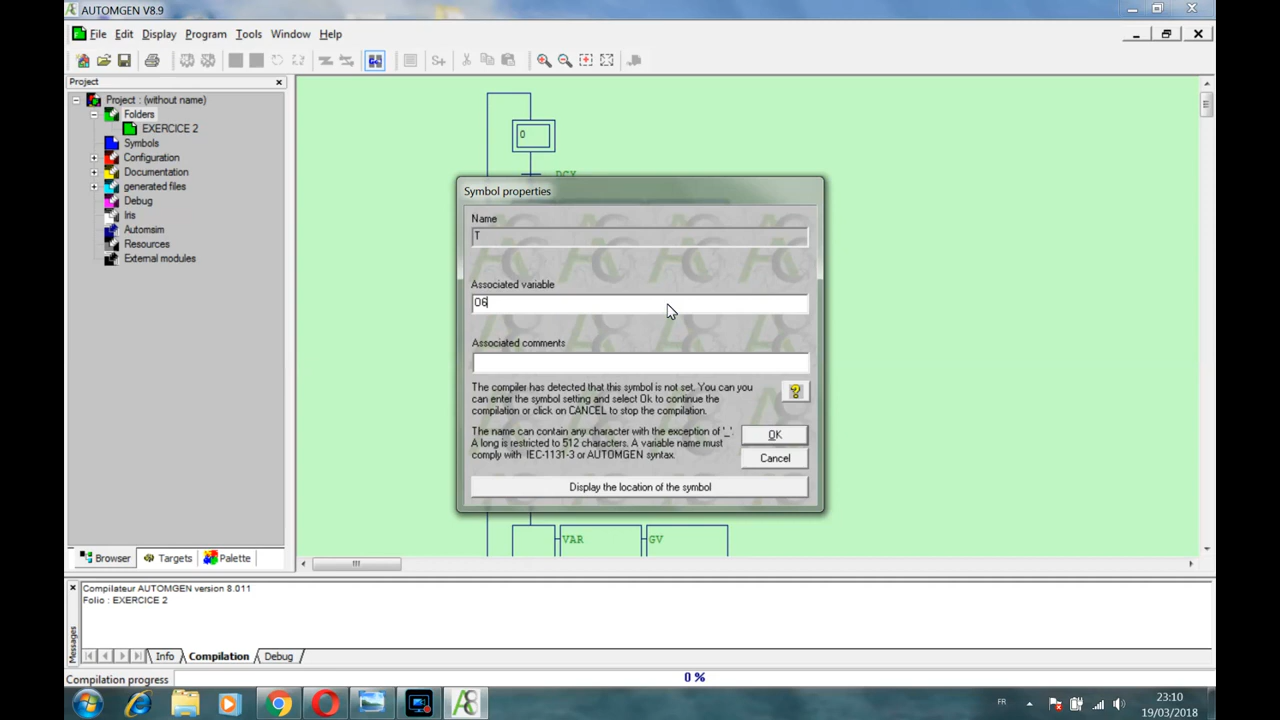 AUTOMGEN V8.9
File Edit Display Program Tools Window Help
Project
Project : (without name)
Folders
EXERCICE 2
Symbols
Configuration
Documentation
generated files
Debug
Iris
Automsim
Resources
External modules
Browser Targets Palette
0
DCY
Symbol properties
Name
T
Associated variable
O6
Associated comments
The compiler has detected that this symbol is not set. You can you
can enter the symbol setting and select Ok to continue the
compilation or click on CANCEL to stop the compilation.
The name can contain any character with the exception of '_'.
A long is restricted to 512 characters. A variable name must
comply with IEC-1131-3 or AUTOMGEN syntax.
OK
Cancel
Display the location of the symbol
VAR GV
Messages
Compilateur AUTOMGEN version 8.011
Folio : EXERCICE 2
Info Compilation Debug
Compilation progress
0 %
FR
23:10
19/03/2018